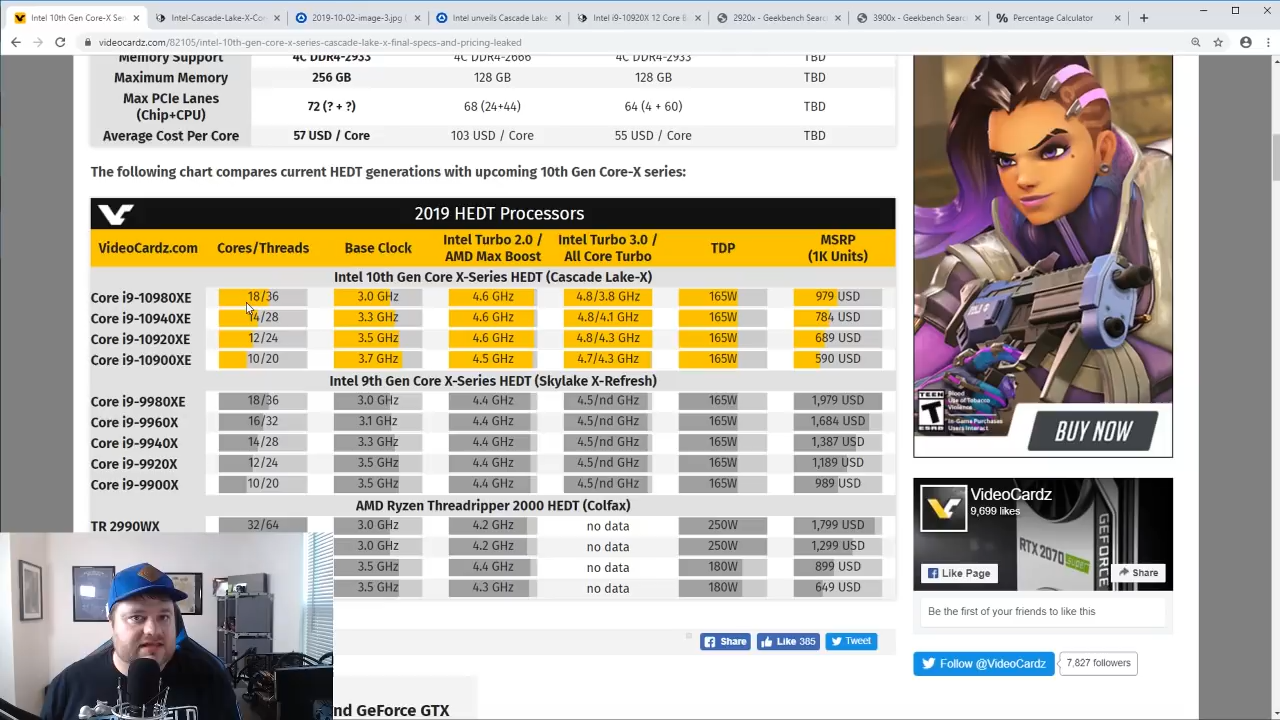 Intel 10th Gen Core-X Series
Intel-Cascade-Lake-X-Co
2019-10-02-image-3.jpg
Intel unveils Cascade Lake
Intel i9-10920X 12 Core
2920x - Geekbench Search
3900x - Geekbench Search
Percentage Calculator
videocardz.com/82105/intel-10th-gen-core-x-series-cascade-lake-x-final-specs-and-pricing-leaked
Memory Support 4C DDR4-2933 4C DDR4-2666 4C DDR4-2933 TBD
Maximum Memory 256 GB 128 GB 128 GB TBD
Max PCIe Lanes (Chip+CPU) 72 (? + ?) 68 (24+44) 64 (4 + 60) TBD
Average Cost Per Core 57 USD / Core 103 USD / Core 55 USD / Core TBD
The following chart compares current HEDT generations with upcoming 10th Gen Core-X series:
2019 HEDT Processors
VideoCardz.com Cores/Threads Base Clock Intel Turbo 2.0 / AMD Max Boost Intel Turbo 3.0 / All Core Turbo TDP MSRP (1K Units)
Intel 10th Gen Core X-Series HEDT (Cascade Lake-X)
Core i9-10980XE 18/36 3.0 GHz 4.6 GHz 4.8/3.8 GHz 165W 979 USD
Core i9-10940XE 14/28 3.3 GHz 4.6 GHz 4.8/4.1 GHz 165W 784 USD
Core i9-10920XE 12/24 3.5 GHz 4.6 GHz 4.8/4.3 GHz 165W 689 USD
Core i9-10900XE 10/20 3.7 GHz 4.5 GHz 4.7/4.3 GHz 165W 590 USD
Intel 9th Gen Core X-Series HEDT (Skylake X-Refresh)
Core i9-9980XE 18/36 3.0 GHz 4.4 GHz 4.5/nd GHz 165W 1,979 USD
Core i9-9960X 16/32 3.1 GHz 4.4 GHz 4.5/nd GHz 165W 1,684 USD
Core i9-9940X 14/28 3.3 GHz 4.4 GHz 4.5/nd GHz 165W 1,387 USD
Core i9-9920X 12/24 3.5 GHz 4.4 GHz 4.5/nd GHz 165W 1,189 USD
Core i9-9900X 10/20 3.5 GHz 4.4 GHz 4.5/nd GHz 165W 989 USD
AMD Ryzen Threadripper 2000 HEDT (Colfax)
TR 2990WX 32/64 3.0 GHz 4.2 GHz no data 250W 1,799 USD
3.0 GHz 4.2 GHz no data 250W 1,299 USD
3.5 GHz 4.4 GHz no data 180W 899 USD
3.5 GHz 4.3 GHz no data 180W 649 USD
Share
Like 385
Tweet
nd GeForce GTX
TEEN
T
ESRB
Blood
Use of Tobacco
Violence
In-Game Purchases
Users Interact
BUY NOW
VideoCardz
9,699 likes
RTX 2070 SUPER
GEFORCE
Like Page
Share
Be the first of your friends to like this
Follow @VideoCardz
7,827 followers